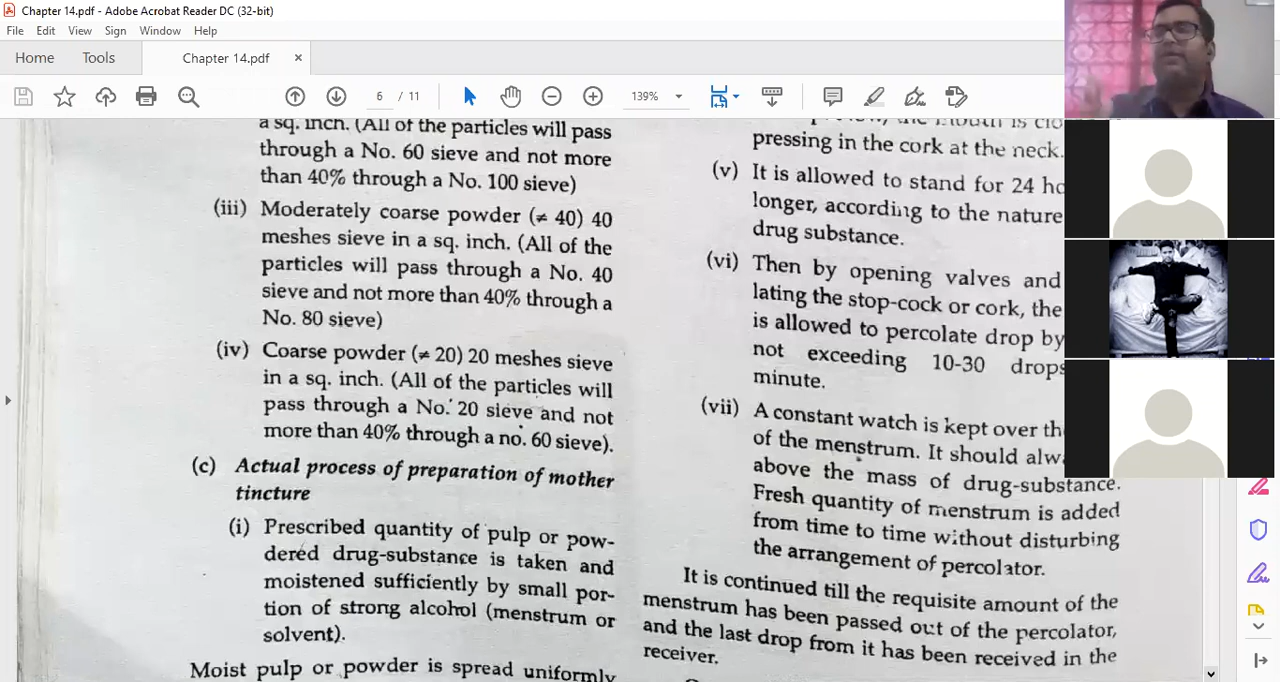 Chapter 14.pdf - Adobe Acrobat Reader DC (32-bit)
File Edit View Sign Window Help
Home Tools Chapter 14.pdf ×
6 / 11 139%
a sq. inch. (All of the particles will pass
through a No. 60 sieve and not more
than 40% through a No. 100 sieve)
(iii) Moderately coarse powder (≠ 40) 40
meshes sieve in a sq. inch. (All of the
particles will pass through a No. 40
sieve and not more than 40% through a
No. 80 sieve)
(iv) Coarse powder (≠ 20) 20 meshes sieve
in a sq. inch. (All of the particles will
pass through a No. 20 sieve and not
more than 40% through a no. 60 sieve).
(c) Actual process of preparation of mother
tincture
(i) Prescribed quantity of pulp or pow-
dered drug-substance is taken and
moistened sufficiently by small por-
tion of strong alcohol (menstrum or
solvent).
Moist pulp or powder is spread uniformly
the mouth is
pressing in the cork at the neck.
(v) It is allowed to stand for 24
longer, according to the nature
drug substance.
(vi) Then by opening valves and
lating the stop-cock or cork, the
is allowed to percolate drop by
not exceeding 10-30 drops
minute.
(vii) A constant watch is kept over
of the menstrum. It should
above the mass of drug-substance.
Fresh quantity of menstrum is added
from time to time without disturbing
the arrangement of percolator.
It is continued till the requisite amount of the
menstrum has been passed out of the percolator,
and the last drop from it has been received in the
receiver.